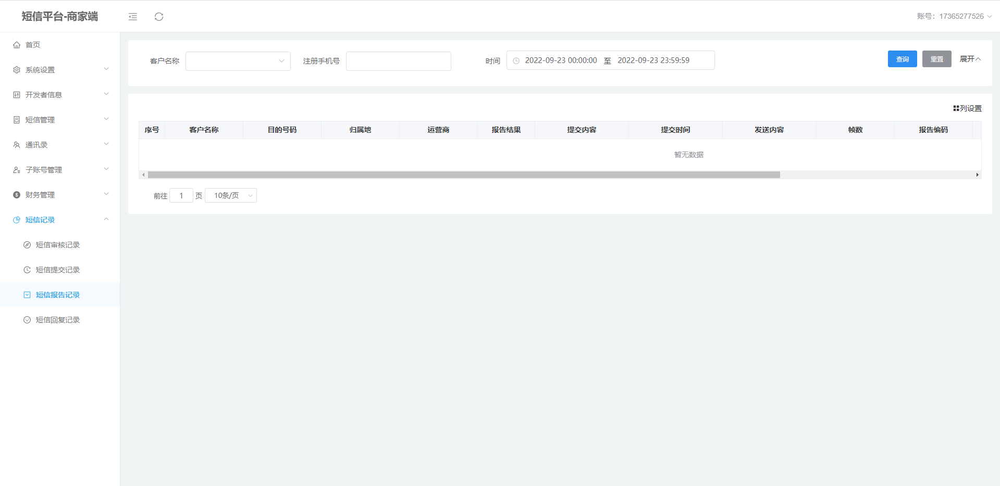 短信平台-商家端
账号：17365277526
首页
系统设置
开发者信息
短信管理
通讯录
子账号管理
财务管理
短信记录
短信审核记录
短信提交记录
短信报告记录
短信回复记录
客户名称 注册手机号 时间 2022-09-23 00:00:00 至 2022-09-23 23:59:59 查询 重置 展开
列设置
序号 客户名称 目的号码 归属地 运营商 报告结果 提交内容 提交时间 发送内容 帧数 报告编码
暂无数据
前往 1 页 10条/页